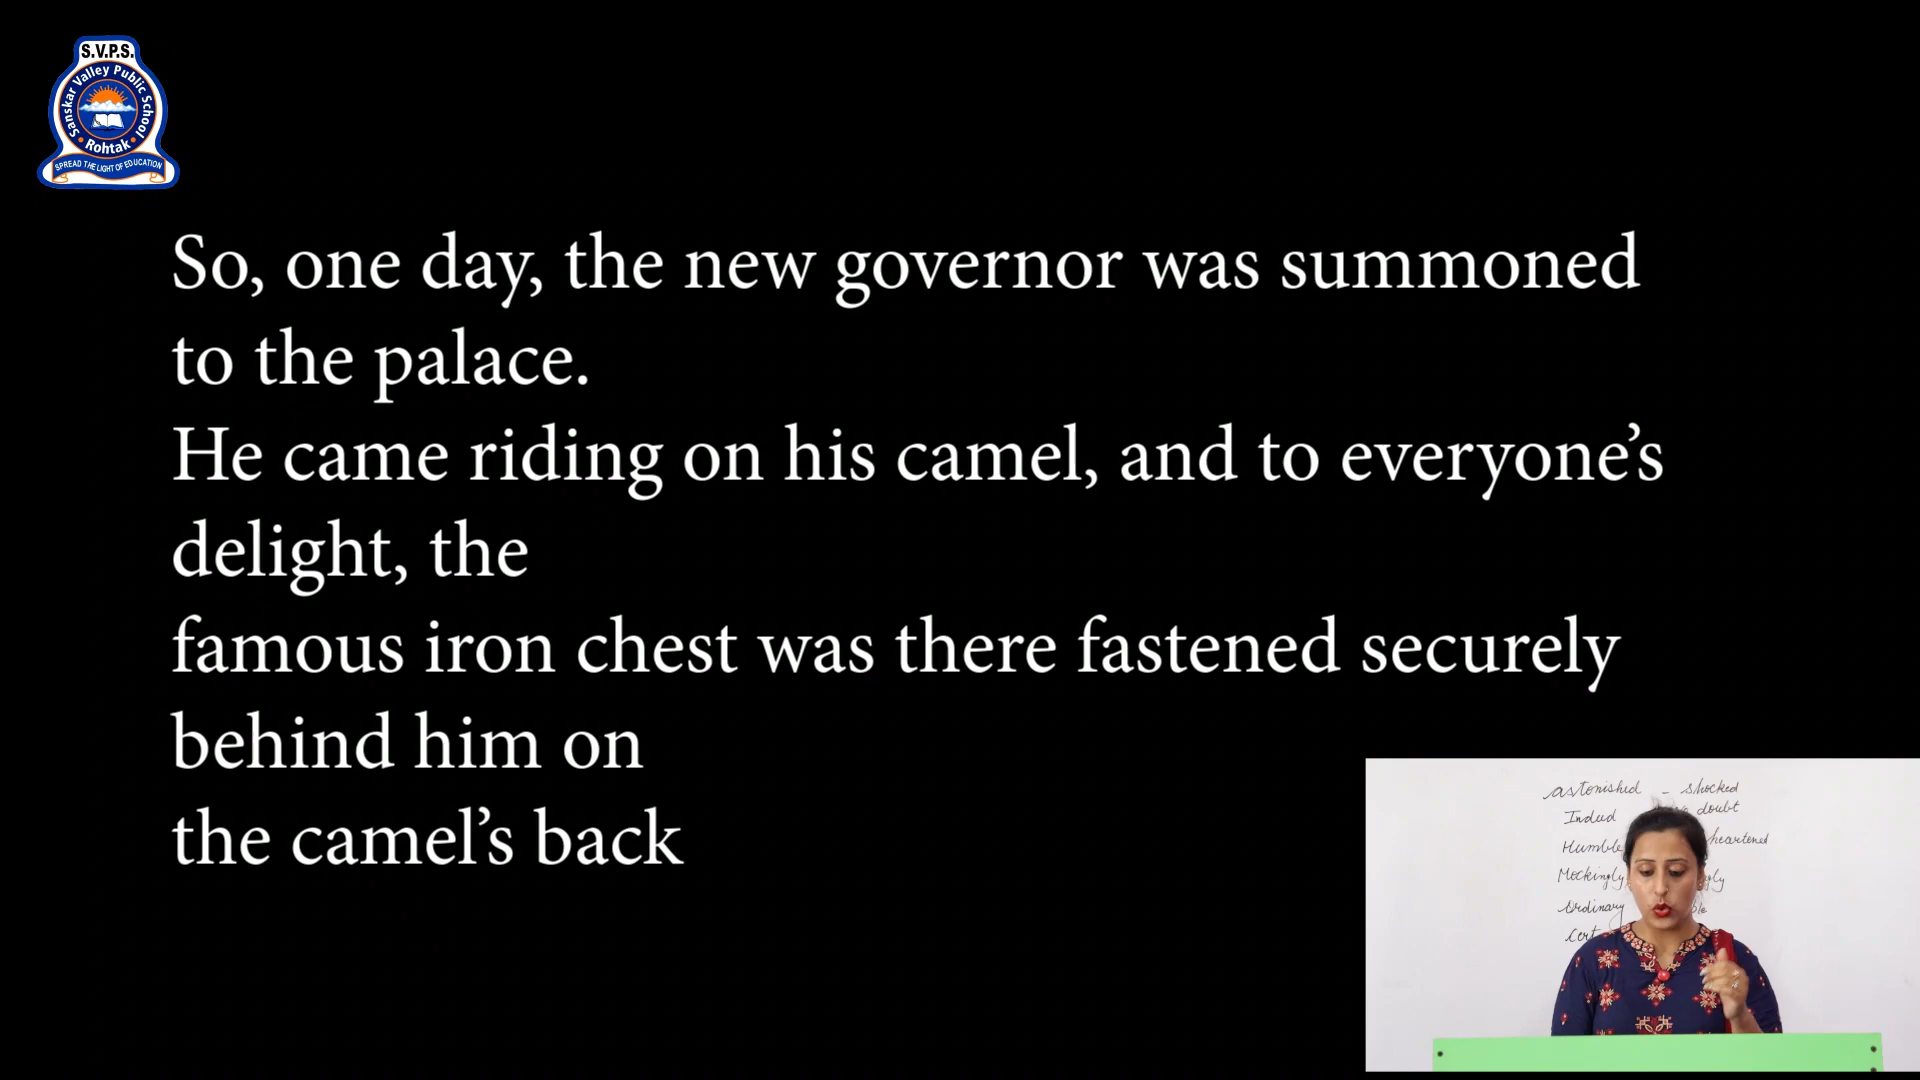 S.V.P.S.
Sanskar Valley Public School
Rohtak
SPREAD THE LIGHT OF EDUCATION
So, one day, the new governor was summoned
to the palace.
He came riding on his camel, and to everyone’s
delight, the
famous iron chest was there fastened securely
behind him on
the camel’s back
astonished - shocked
Indeed doubt
Humble heartened
Mockingly
Ordinary